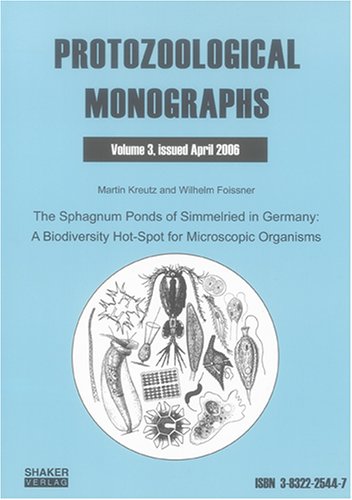 PROTOZOOLOGICAL
MONOGRAPHS
Volume 3, issued April 2006
Martin Kreutz and Wilhelm Foissner
The Sphagnum Ponds of Simmelried in Germany:
A Biodiversity Hot-Spot for Microscopic Organisms
SHAKER
VERLAG
ISBN 3-8322-2544-7